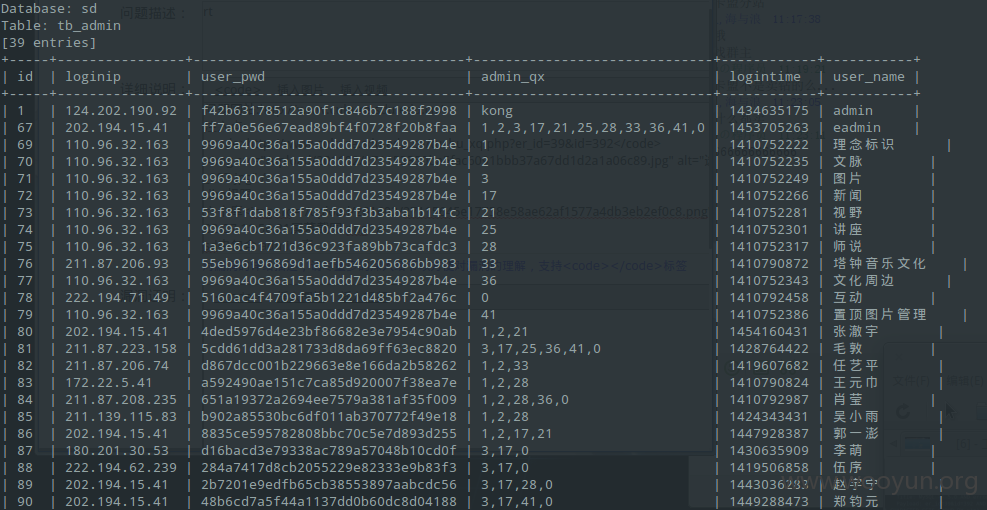 Database: sd
Table: tb_admin
[39 entries]
| id | loginip | user_pwd | admin_qx | logintime | user_name |
| 1 | 124.202.190.92 | f42b63178512a90f1c846b7c188f2998 | kong | 1434635175 | admin |
| 67 | 202.194.15.41 | ff7a0e56e67ead89bf4f0728f20b8faa | 1,2,3,17,21,25,28,33,36,41,0 | 1453705263 | eadmin |
| 69 | 110.96.32.163 | 9969a40c36a155a0ddd7d23549287b4e | 1 | 1410752222 | 理念标识 |
| 70 | 110.96.32.163 | 9969a40c36a155a0ddd7d23549287b4e | 2 | 1410752235 | 文脉 |
| 71 | 110.96.32.163 | 9969a40c36a155a0ddd7d23549287b4e | 3 | 1410752249 | 图片 |
| 72 | 110.96.32.163 | 9969a40c36a155a0ddd7d23549287b4e | 17 | 1410752266 | 新闻 |
| 73 | 110.96.32.163 | 53f8f1dab818f785f93f3b3aba1b141c | 21 | 1410752281 | 视野 |
| 74 | 110.96.32.163 | 9969a40c36a155a0ddd7d23549287b4e | 25 | 1410752301 | 讲座 |
| 75 | 110.96.32.163 | 1a3e6cb1721d36c923fa89bb73cafdc3 | 28 | 1410752317 | 师说 |
| 76 | 211.87.206.93 | 55eb96196869d1aefb546205686bb983 | 33 | 1410790872 | 塔钟音乐文化 |
| 77 | 110.96.32.163 | 9969a40c36a155a0ddd7d23549287b4e | 36 | 1410752343 | 文化周边 |
| 78 | 222.194.71.49 | 5160ac4f4709fa5b1221d485bf2a476c | 0 | 1410792458 | 互动 |
| 79 | 110.96.32.163 | 9969a40c36a155a0ddd7d23549287b4e | 41 | 1410752386 | 置顶图片管理 |
| 80 | 202.194.15.41 | 4ded5976d4e23bf86682e3e7954c90ab | 1,2,21 | 1454160431 | 张澈宇 |
| 81 | 211.87.223.158 | 5cdd61dd3a281733d8da69ff63ec8820 | 3,17,25,36,41,0 | 1428764422 | 毛敦 |
| 82 | 211.87.206.74 | d867dcc001b229663e8e166da2b58262 | 1,2,33 | 1419607682 | 任艺平 |
| 83 | 172.22.5.41 | a592490ae151c7ca85d920007f38ea7e | 1,2,28 | 1410790824 | 王元巾 |
| 84 | 211.87.208.235 | 651a19372a2694ee7579a381af35f009 | 1,2,28,36,0 | 1410792987 | 肖莹 |
| 85 | 211.139.115.83 | b902a85530bc6df011ab370772f49e18 | 1,2,28 | 1424343431 | 吴小雨 |
| 86 | 202.194.15.41 | 8835ce595782808bbc70c5e7d893d255 | 1,2,17,21 | 1447928387 | 郭一澎 |
| 87 | 180.201.30.53 | d16bacd3e79338ac789a57048b10cd0f | 3,17,0 | 1430635909 | 李萌 |
| 88 | 222.194.62.239 | 284a7417d8cb2055229e82333e9b83f3 | 3,17,0 | 1419506858 | 伍序 |
| 89 | 202.194.15.41 | 2b7201e9edfb65cb38553897aabcdc56 | 3,17,28,0 | 1443036283 | 赵宇宁 |
| 90 | 202.194.15.41 | 48b6cd7a5f44a1137dd0b60dc8d04188 | 3,17,41,0 | 1449288473 | 郑钧元 |
www.wooyun.org